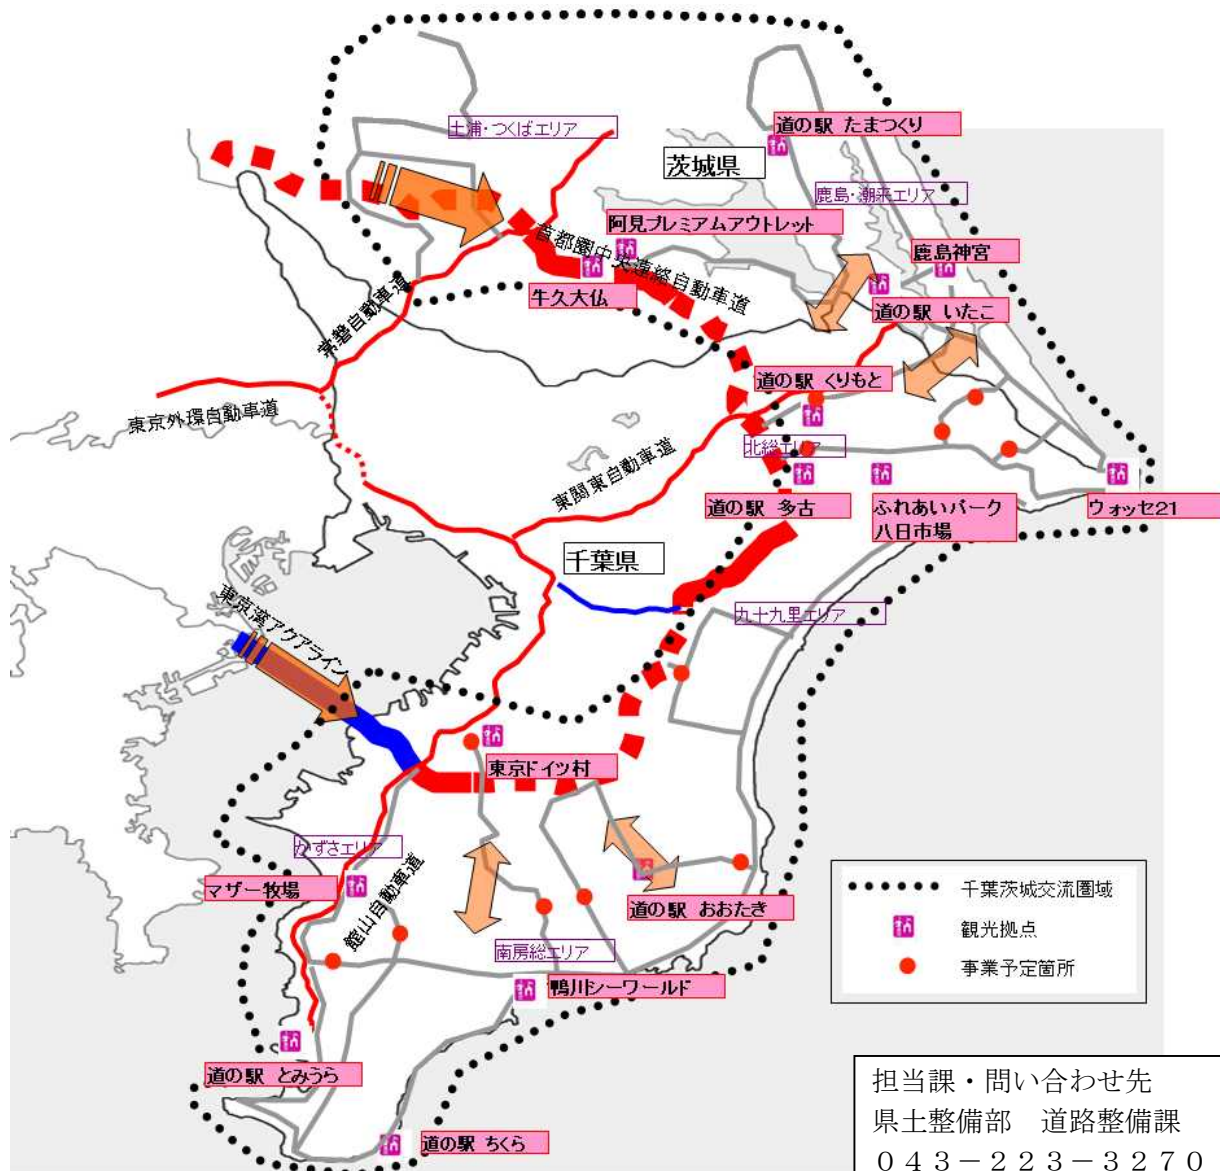 土浦・つくばエリア
道の駅 たまつくり
茨城県
鹿島・潮来エリア
阿見プレミアムアウトレット
首都圏中央連絡自動車道
鹿島神宮
牛久大仏
道の駅 いたこ
常磐自動車道
道の駅 くりもと
東京外環自動車道
北総エリア
東関東自動車道
道の駅 多古
ふれあいパーク
八日市場
ウォッセ21
千葉県
東京湾アクアライン
九十九里エリア
東京ドイツ村
かずさエリア
マザー牧場
館山自動車道
道の駅 おおたき
南房総エリア
鴨川シーワールド
道の駅 とみうら
道の駅 ちくら
千葉茨城交流圏域
観光拠点
事業予定箇所
担当課・問い合わせ先
県土整備部　道路整備課
０４３－２２３－３２７０